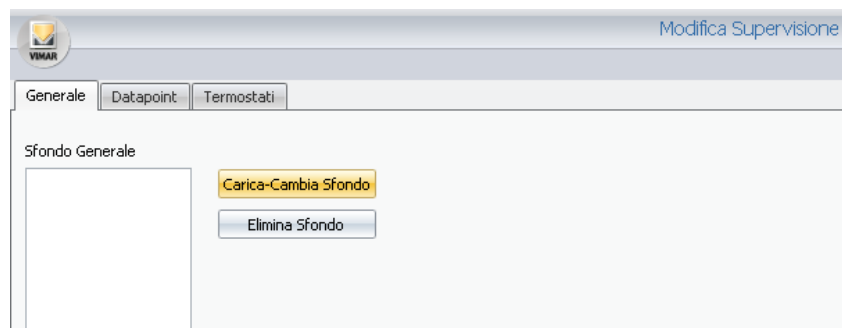 Modifica Supervisione
VIMAR
Generale Datapoint Termostati
Sfondo Generale
Carica-Cambia Sfondo
Elimina Sfondo